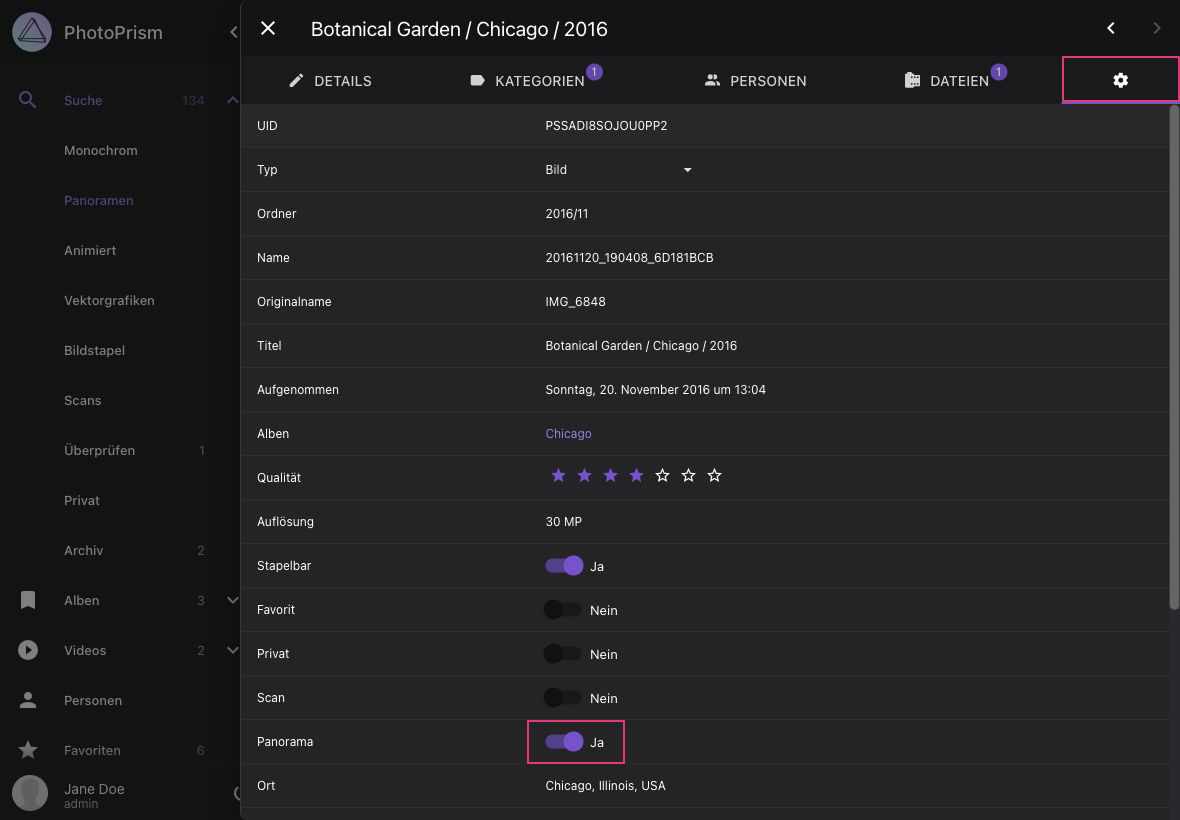 PhotoPrism
Suche 134
Monochrom
Panoramen
Animiert
Vektorgrafiken
Bildstapel
Scans
Überprüfen 1
Privat
Archiv 2
Alben 3
Videos 2
Personen
Favoriten 6
Jane Doe
admin
Botanical Garden / Chicago / 2016
DETAILS KATEGORIEN 1 PERSONEN DATEIEN 1
UID PSSADI8SOJOU0PP2
Typ Bild
Ordner 2016/11
Name 20161120_190408_6D181BCB
Originalname IMG_6848
Titel Botanical Garden / Chicago / 2016
Aufgenommen Sonntag, 20. November 2016 um 13:04
Alben Chicago
Qualität
Auflösung 30 MP
Stapelbar Ja
Favorit Nein
Privat Nein
Scan Nein
Panorama Ja
Ort Chicago, Illinois, USA